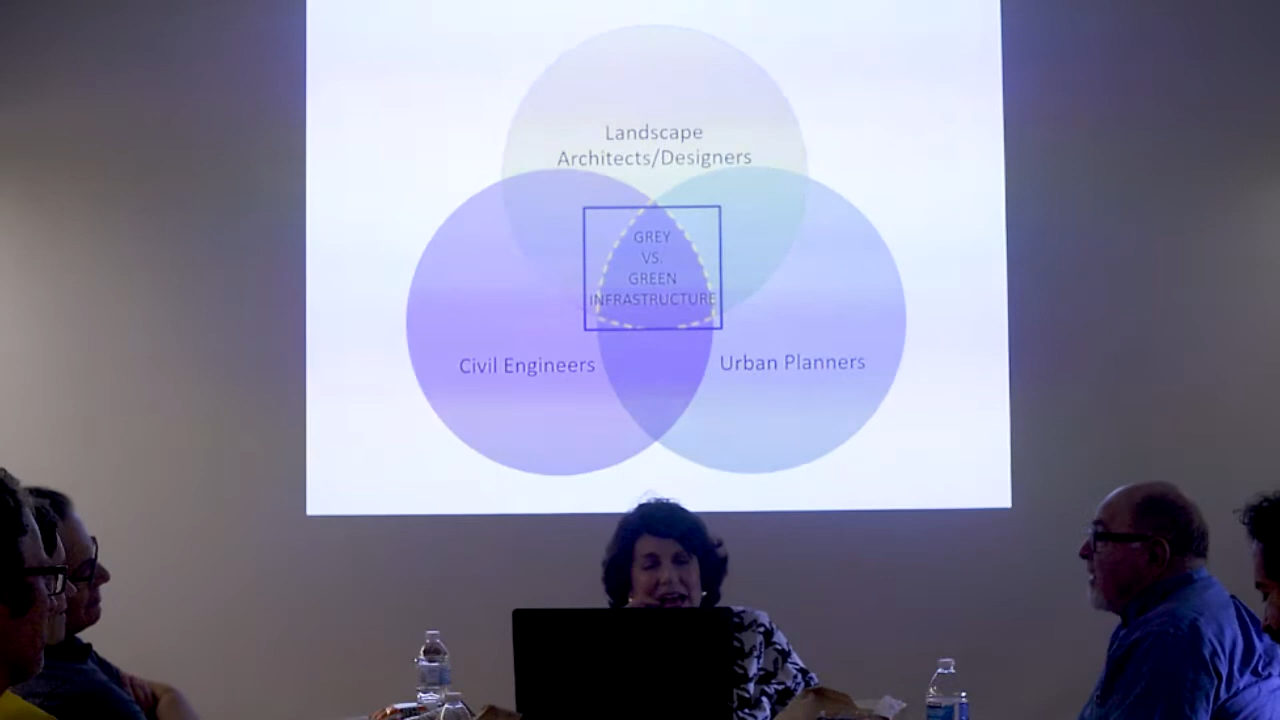 Landscape
Architects/Designers
GREY
VS.
GREEN
INFRASTRUCTURE
Civil Engineers
Urban Planners